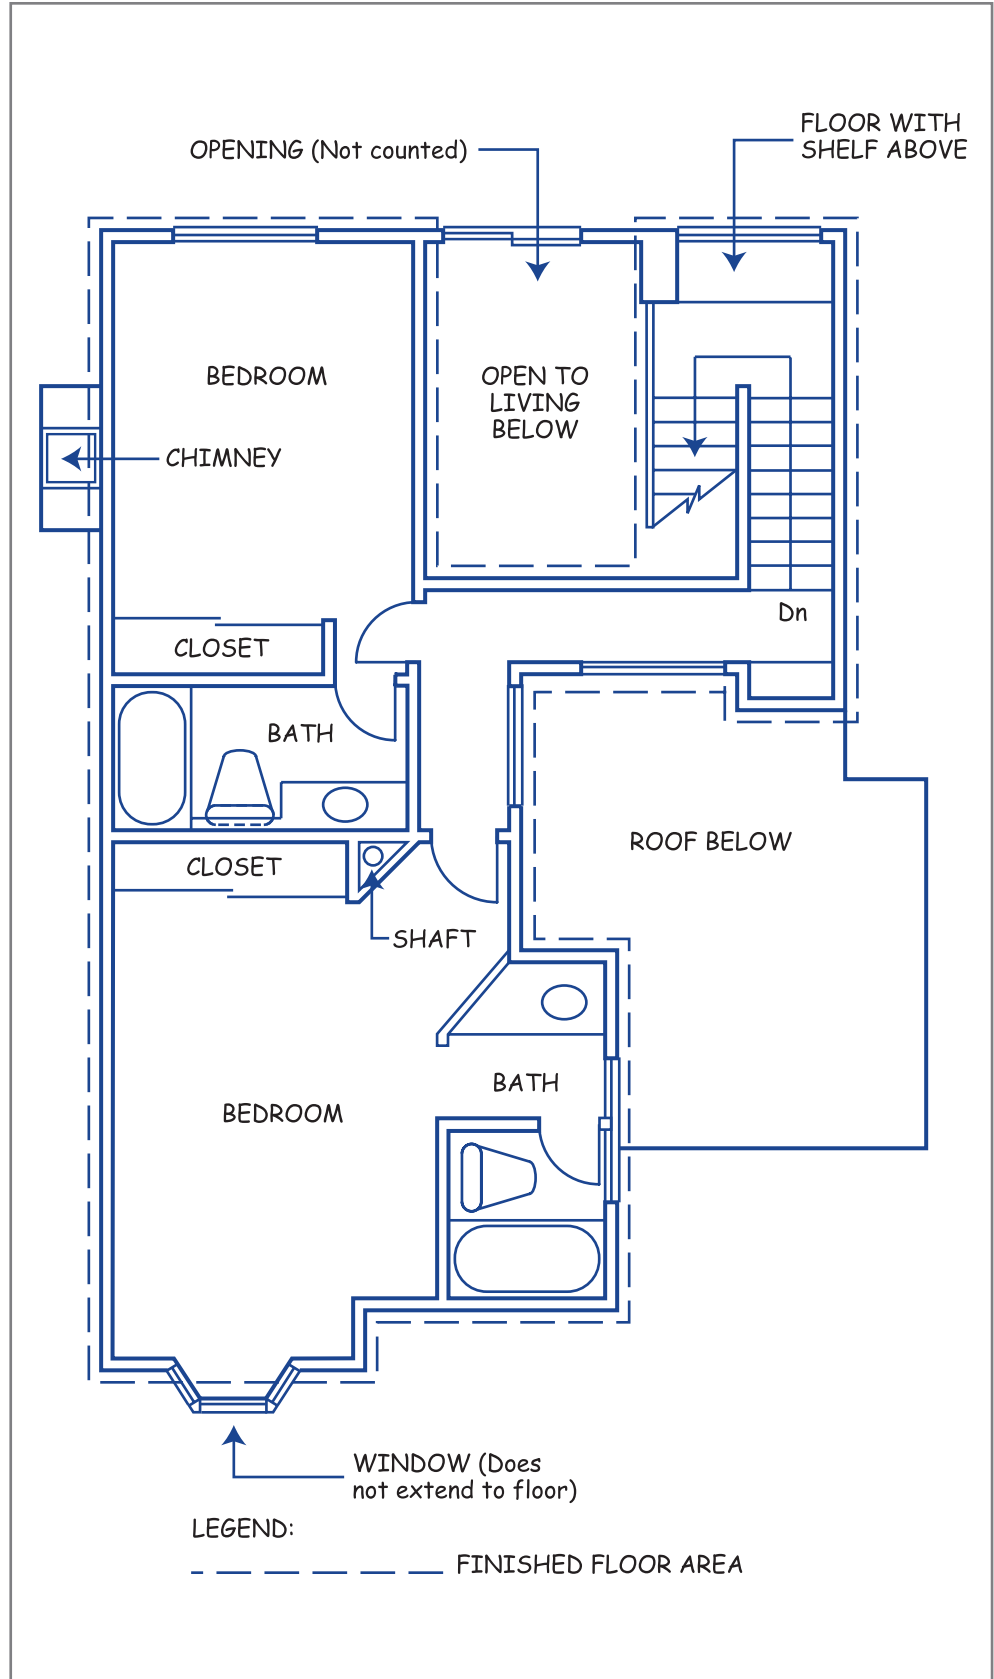 FLOOR WITH
SHELF ABOVE
OPENING (Not counted)
BEDROOM
OPEN TO
LIVING
BELOW
CHIMNEY
Dn
CLOSET
BATH
ROOF BELOW
CLOSET
SHAFT
BATH
BEDROOM
WINDOW (Does
not extend to floor)
LEGEND:
FINISHED FLOOR AREA